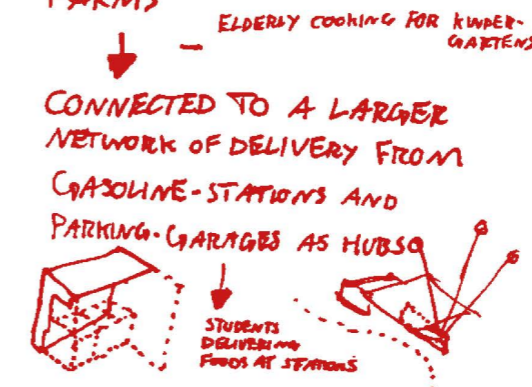 FARMS
ELDERLY COOKING FOR KINDER-
GARTENS
CONNECTED TO A LARGER
NETWORK OF DELIVERY FROM
GASOLINE-STATIONS AND
PARKING-GARAGES AS HUBS
STUDENTS
DELIVERING
FOODS AT STATIONS